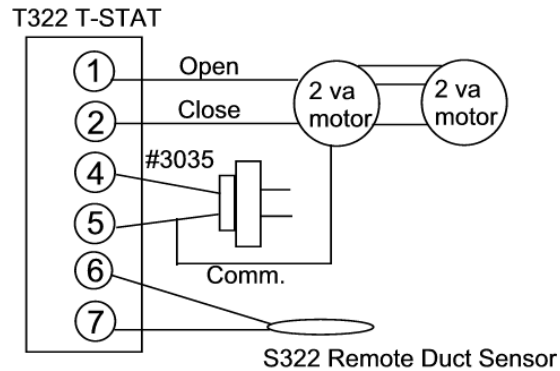 T322 T-STAT
1
Open
2 va motor
2 va motor
2
Close
4
#3035
5
6
Comm.
7
S322 Remote Duct Sensor